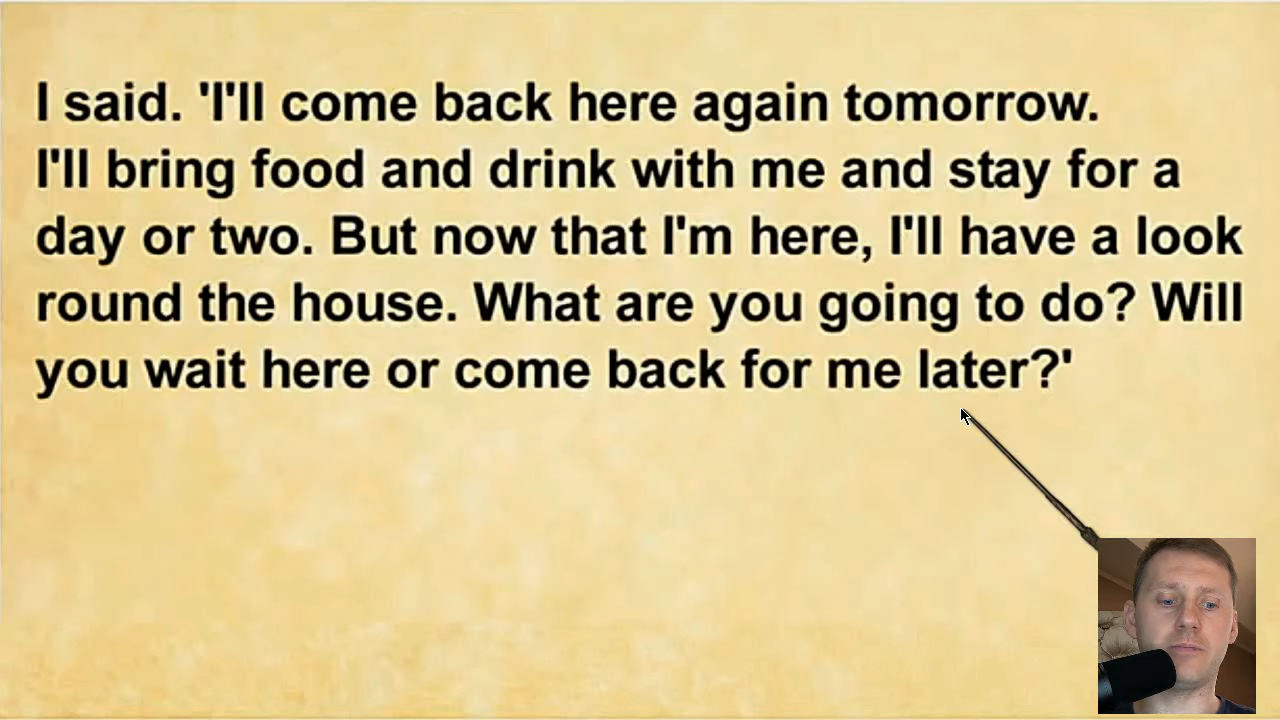 I said. 'I'll come back here again tomorrow.
I'll bring food and drink with me and stay for a
day or two. But now that I'm here, I'll have a look
round the house. What are you going to do? Will
you wait here or come back for me later?'